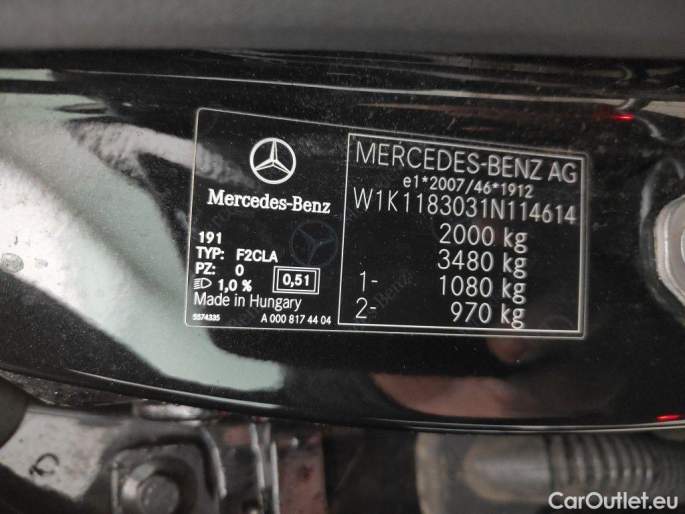 Mercedes-Benz
191
TYP: F2CLA
PZ: 0
1,0 % 0,51
Made in Hungary
5574335 A 000 817 44 04
MERCEDES-BENZ AG
e1*2007/46*1912
W1K1183031N114614
2000 kg
3480 kg
1- 1080 kg
2- 970 kg
CarOutlet.eu